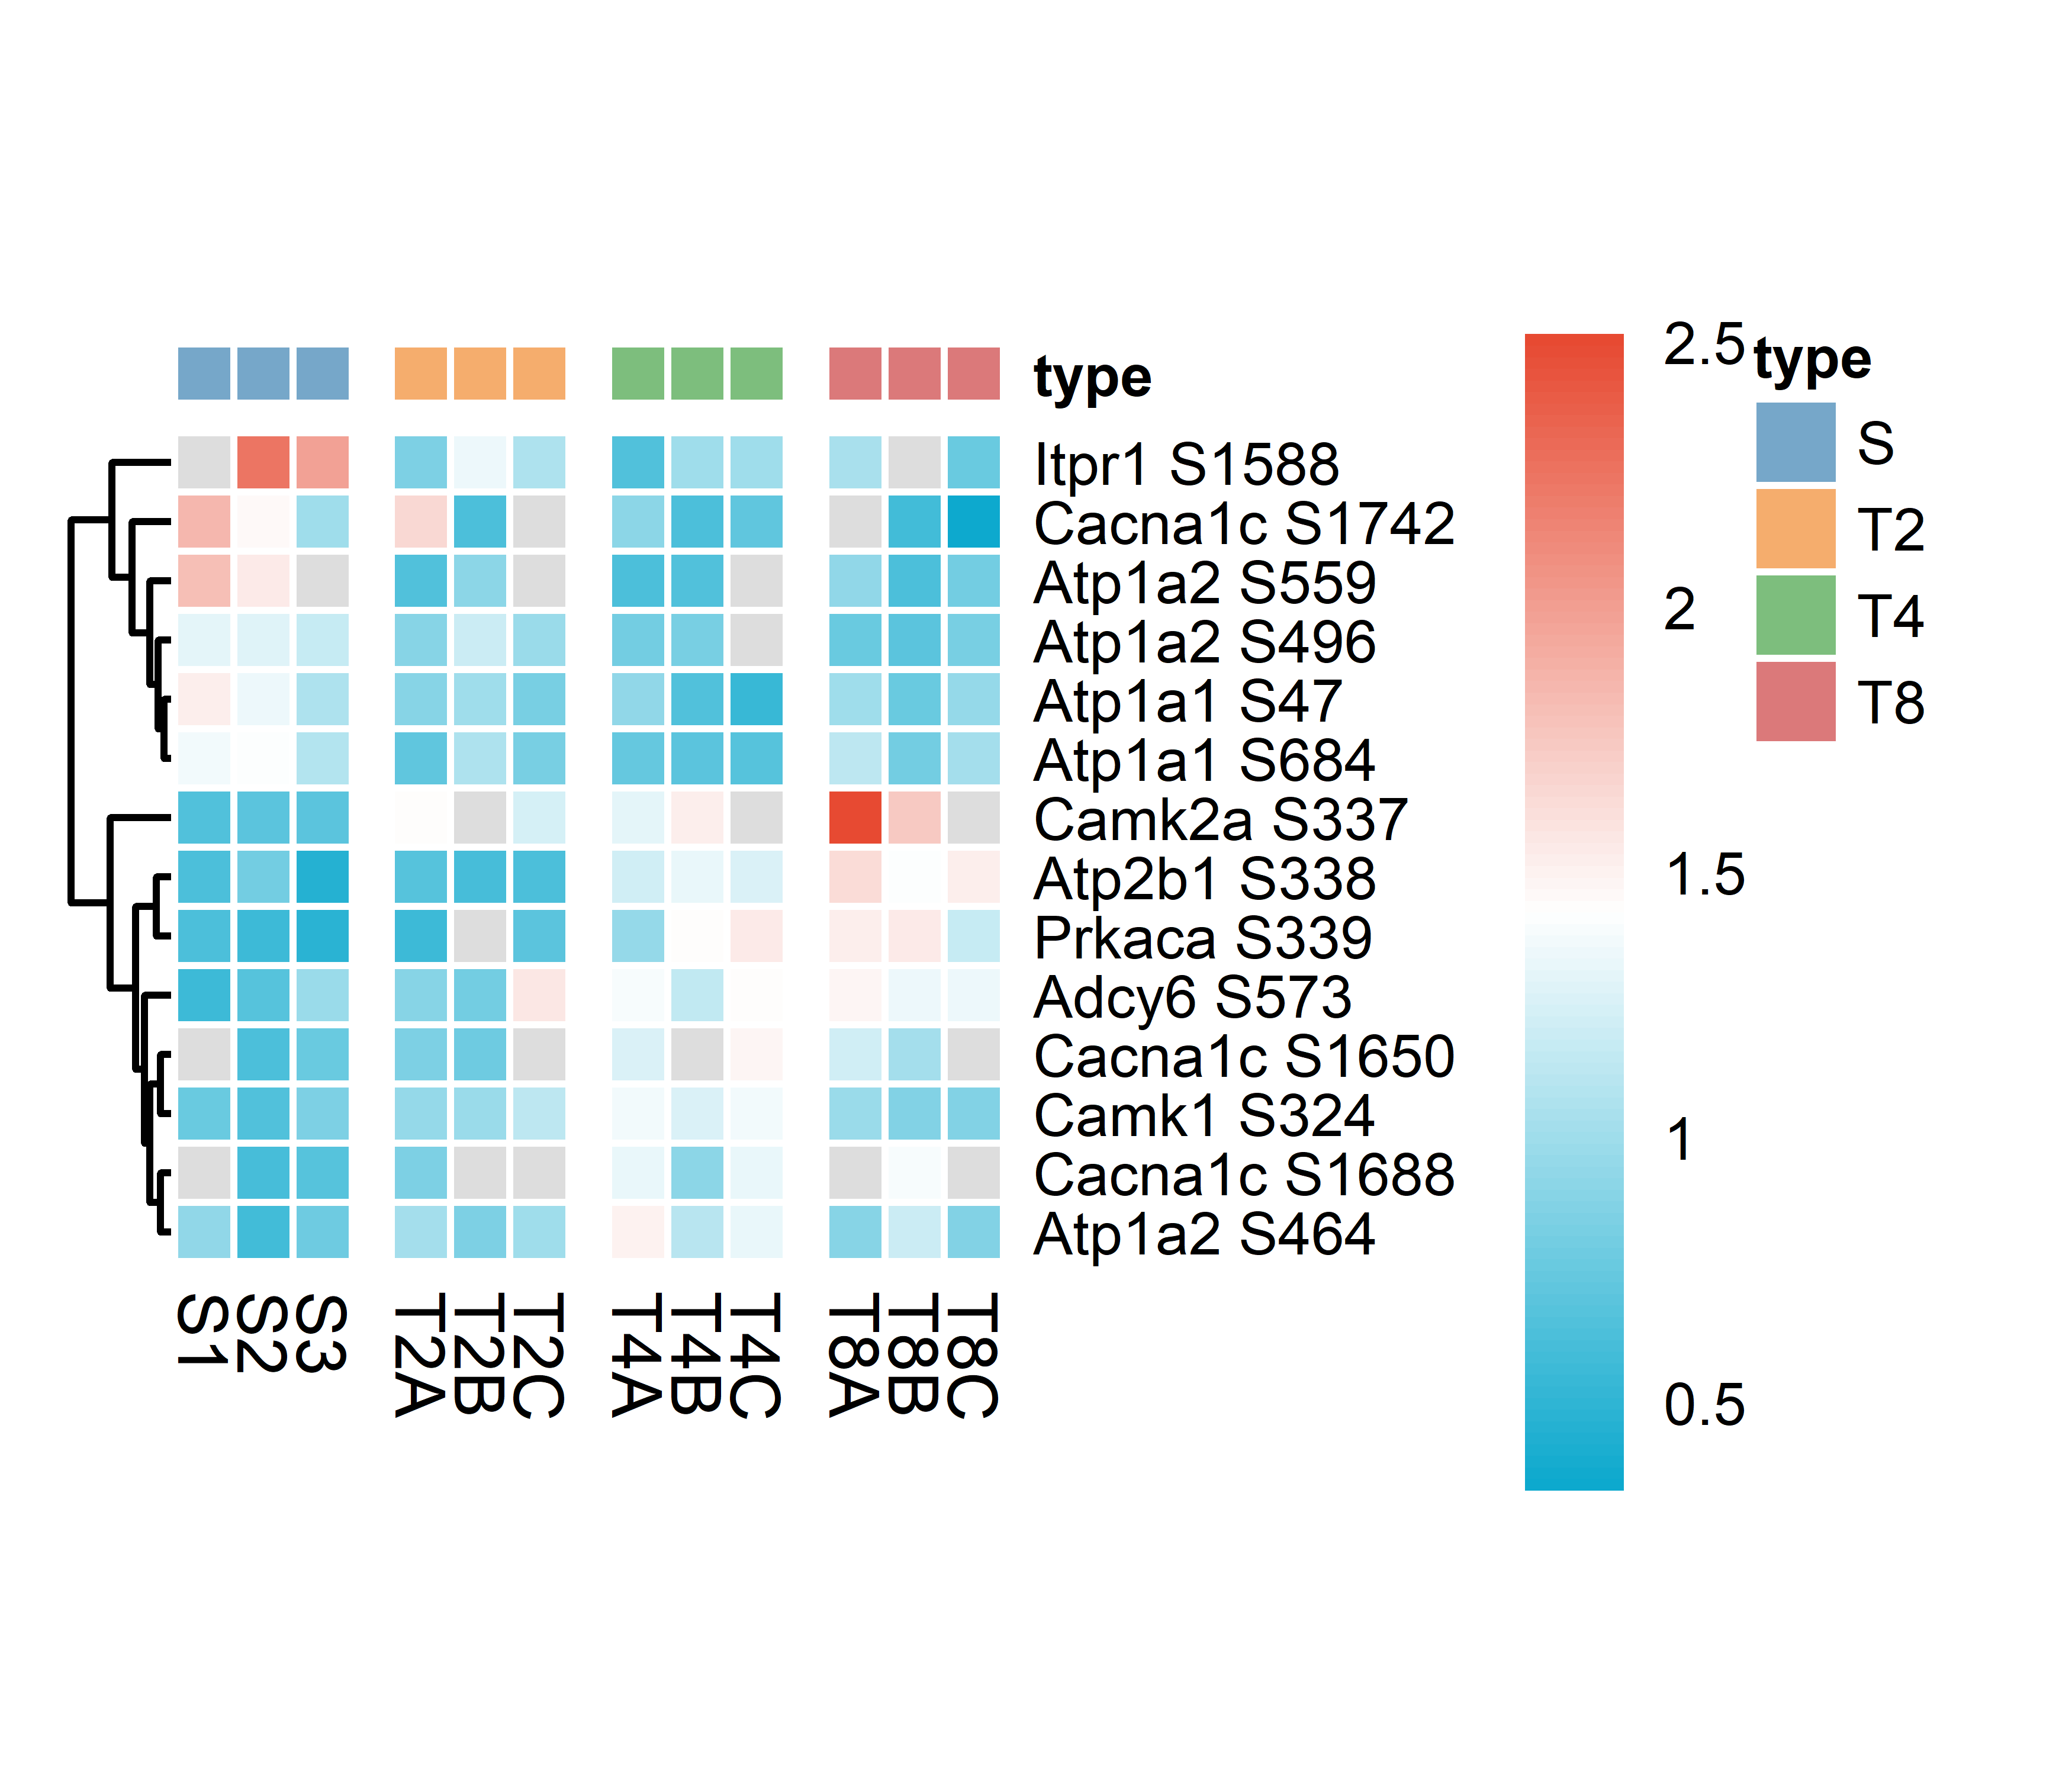 type
Itpr1 S1588
Cacna1c S1742
Atp1a2 S559
Atp1a2 S496
Atp1a1 S47
Atp1a1 S684
Camk2a S337
Atp2b1 S338
Prkaca S339
Adcy6 S573
Cacna1c S1650
Camk1 S324
Cacna1c S1688
Atp1a2 S464
S1
S2
S3
T2A
T2B
T2C
T4A
T4B
T4C
T8A
T8B
T8C
2.5
2
1.5
1
0.5
type
S
T2
T4
T8